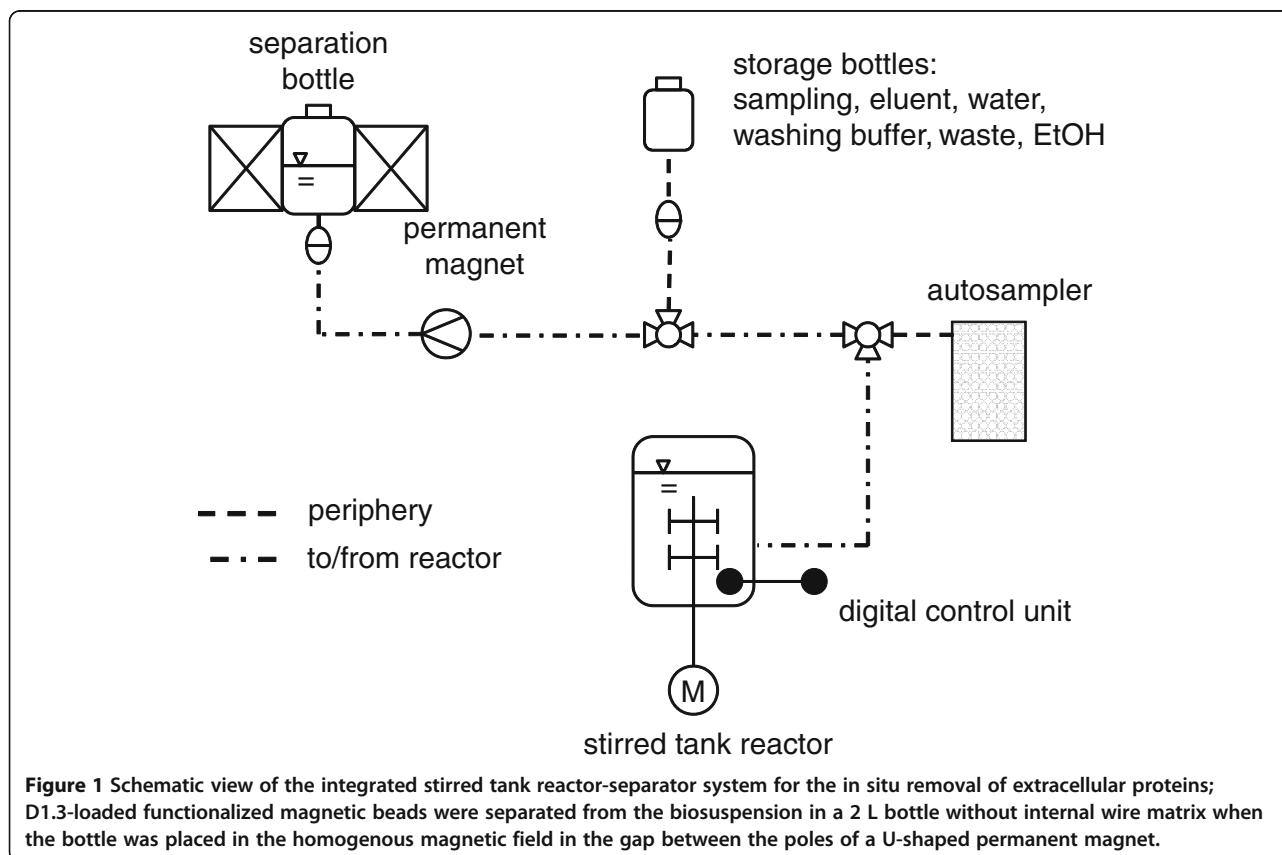 separation
bottle
storage bottles:
sampling, eluent, water,
washing buffer, waste, EtOH
permanent
magnet
autosampler
periphery
to/from reactor
digital control unit
M
stirred tank reactor
Figure 1 Schematic view of the integrated stirred tank reactor-separator system for the in situ removal of extracellular proteins;
D1.3-loaded functionalized magnetic beads were separated from the biosuspension in a 2 L bottle without internal wire matrix when
the bottle was placed in the homogenous magnetic field in the gap between the poles of a U-shaped permanent magnet.